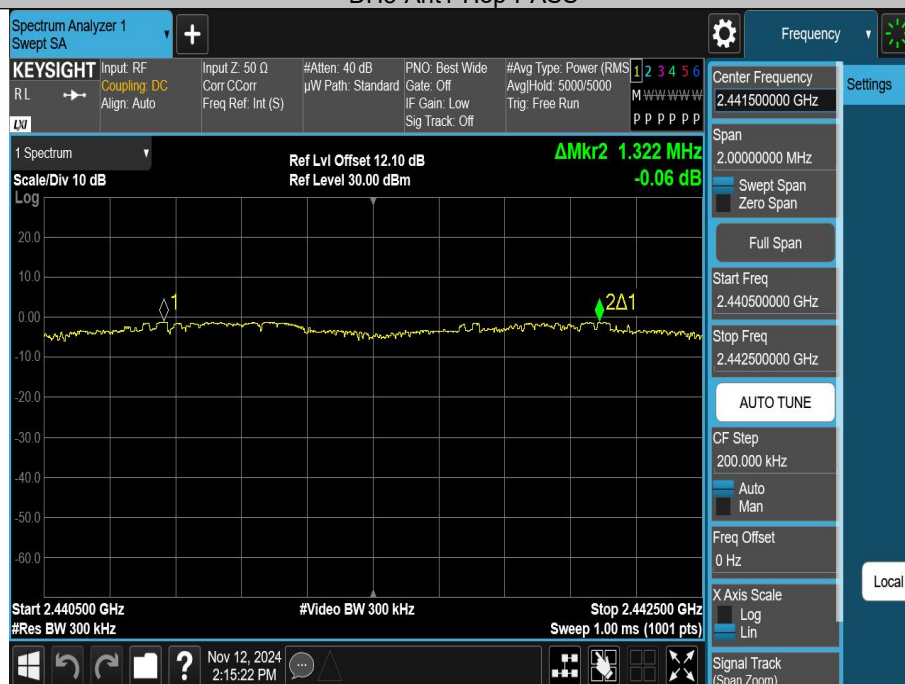 Spectrum Analyzer 1
Swept SA
Frequency
KEYSIGHT
RL
LXI
Input: RF
Coupling: DC
Align: Auto
Input Z: 50 Ω
Corr CCorr
Freq Ref: Int (S)
#Atten: 40 dB
µW Path: Standard
PNO: Best Wide
Gate: Off
IF Gain: Low
Sig Track: Off
#Avg Type: Power (RMS
Avg|Hold: 5000/5000
Trig: Free Run
1 2 3 4 5 6
M W W W W W
P P P P P P
Center Frequency
2.441500000 GHz
Settings
1 Spectrum
Scale/Div 10 dB
Log
Ref Lvl Offset 12.10 dB
Ref Level 30.00 dBm
ΔMkr2 1.322 MHz
-0.06 dB
Span
2.00000000 MHz
Swept Span
Zero Span
Full Span
Start Freq
2.440500000 GHz
Stop Freq
2.442500000 GHz
AUTO TUNE
CF Step
200.000 kHz
Auto
Man
Freq Offset
0 Hz
X Axis Scale
Log
Lin
Signal Track
(Span Zoom)
Local
20.0
10.0
0.00
-10.0
-20.0
-30.0
-40.0
-50.0
-60.0
1
2Δ1
Start 2.440500 GHz
#Res BW 300 kHz
#Video BW 300 kHz
Stop 2.442500 GHz
Sweep 1.00 ms (1001 pts)
?
Nov 12, 2024
2:15:22 PM